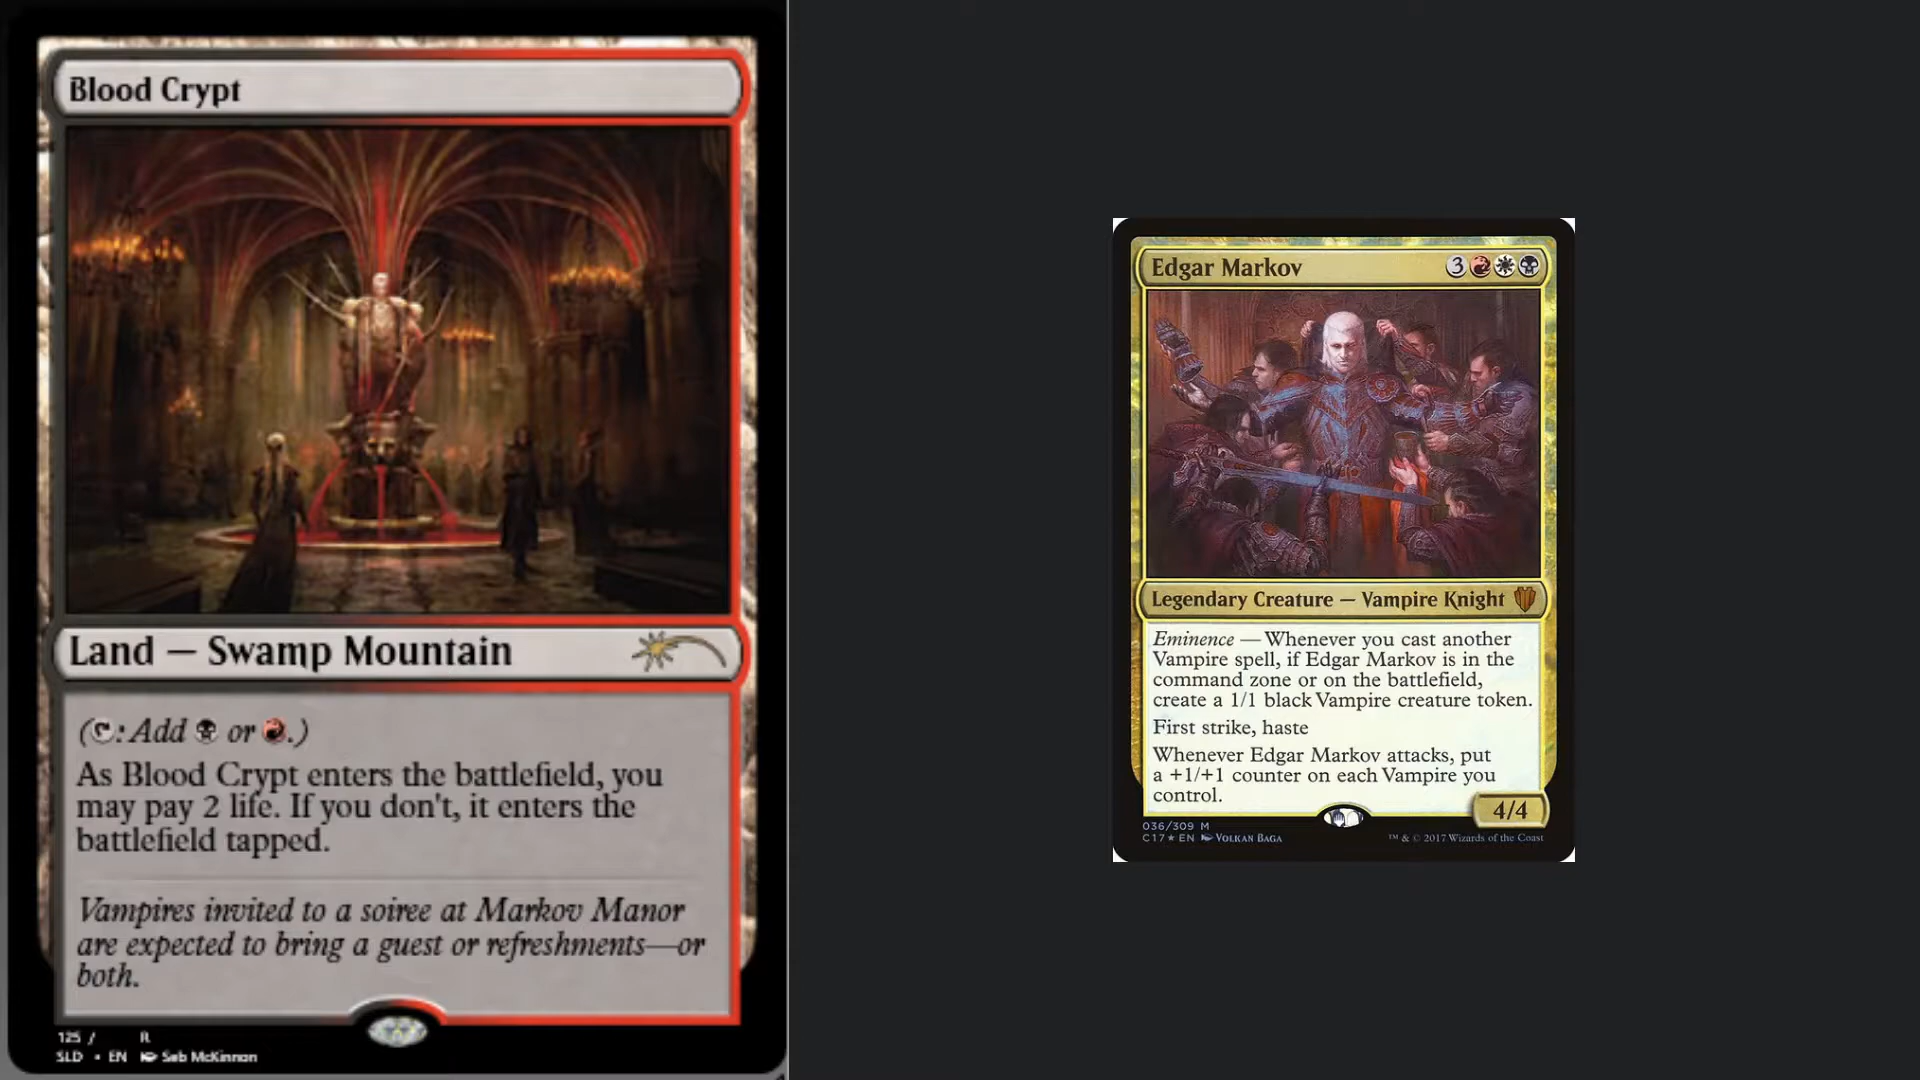 Blood Crypt
Land — Swamp Mountain
( : Add or .)
As Blood Crypt enters the battlefield, you
may pay 2 life. If you don't, it enters the
battlefield tapped.
Vampires invited to a soiree at Markov Manor
are expected to bring a guest or refreshments—or
both.
125 / R
SLD • EN Seb McKinnon
Edgar Markov 3
Legendary Creature — Vampire Knight
Eminence — Whenever you cast another
Vampire spell, if Edgar Markov is in the
command zone or on the battlefield,
create a 1/1 black Vampire creature token.
First strike, haste
Whenever Edgar Markov attacks, put
a +1/+1 counter on each Vampire you
control.
4/4
036/309 M
C17 ★ EN Volkan Baga
™ & © 2017 Wizards of the Coast